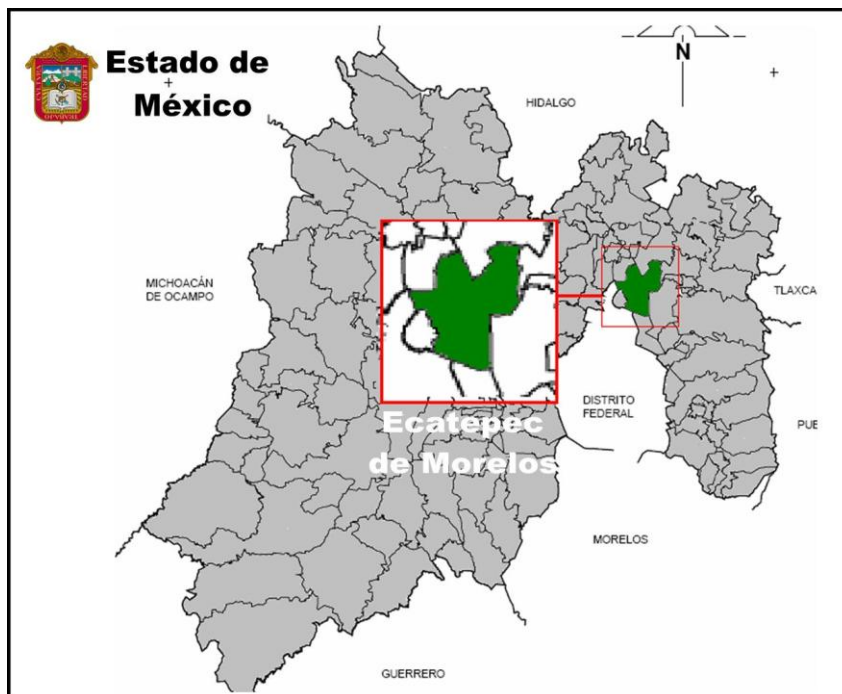 Estado de
México
N
HIDALGO
MICHOACÁN
DE OCAMPO
TLAXCA
DISTRITO
FEDERAL
PUE
Ecatepec
de Morelos
MORELOS
GUERRERO